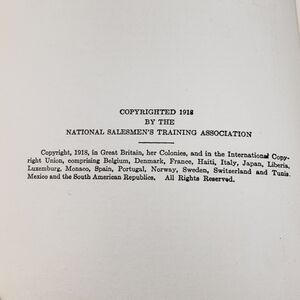 COPYRIGHTED 1918
BY THE
NATIONAL SALESMEN'S TRAINING ASSOCIATION
Copyright, 1918, in Great Britain, her Colonies, and in the International Copy-
right Union, comprising Belgium, Denmark, France, Haiti, Italy, Japan, Liberia,
Luxemburg, Monaco, Spain, Portugal, Norway, Sweden, Switzerland and Tunis.
Mexico and the South American Republics. All Rights Reserved.